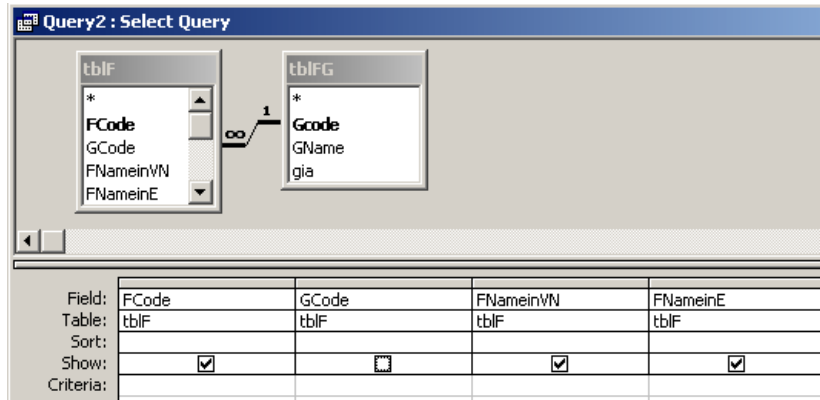 Query2 : Select Query
tblF
*
FCode
GCode
FNameinVN
FNameinE
∞
1
tblFG
*
Gcode
GName
gia
Field: FCode GCode FNameinVN FNameinE
Table: tblF tblF tblF tblF
Sort:
Show:
Criteria: